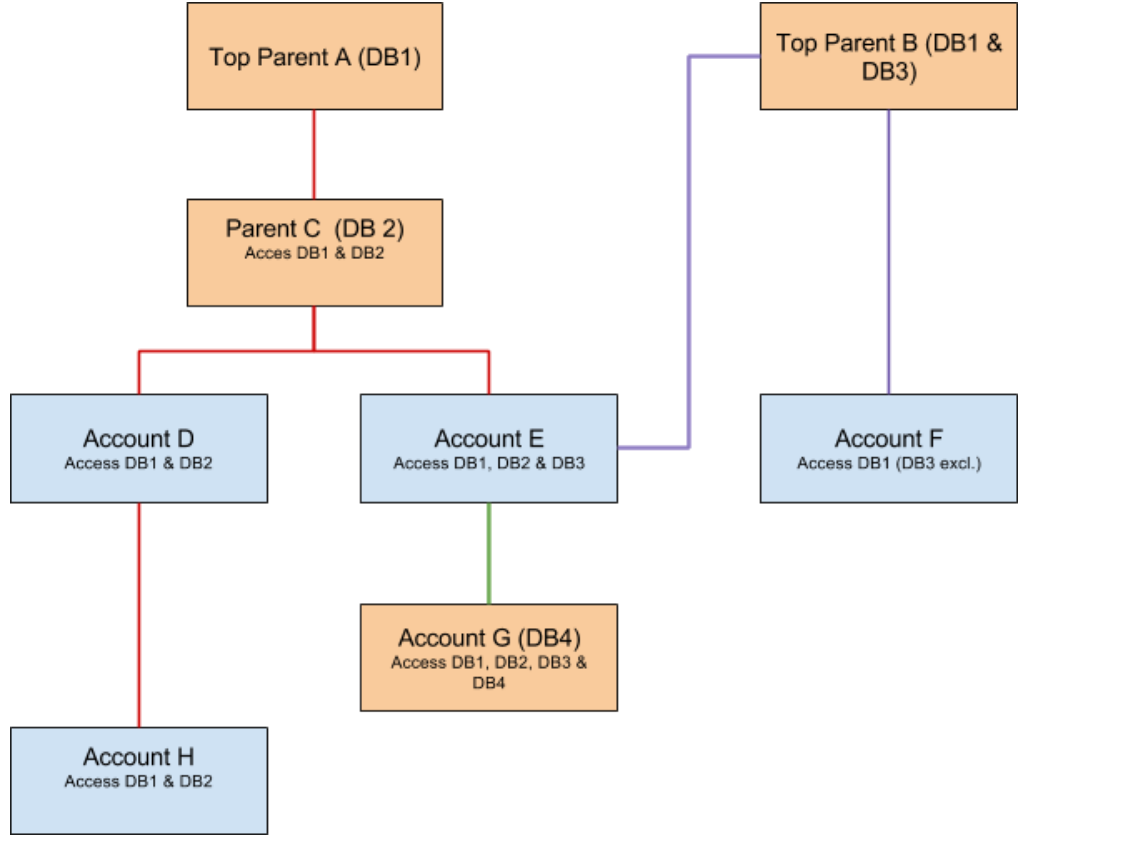 Top Parent A (DB1)
Top Parent B (DB1 &
DB3)
Parent C  (DB 2)
Acces DB1 & DB2
Account D
Access DB1 & DB2
Account E
Access DB1, DB2 & DB3
Account F
Access DB1 (DB3 excl.)
Account G (DB4)
Access DB1, DB2, DB3 &
DB4
Account H
Access DB1 & DB2